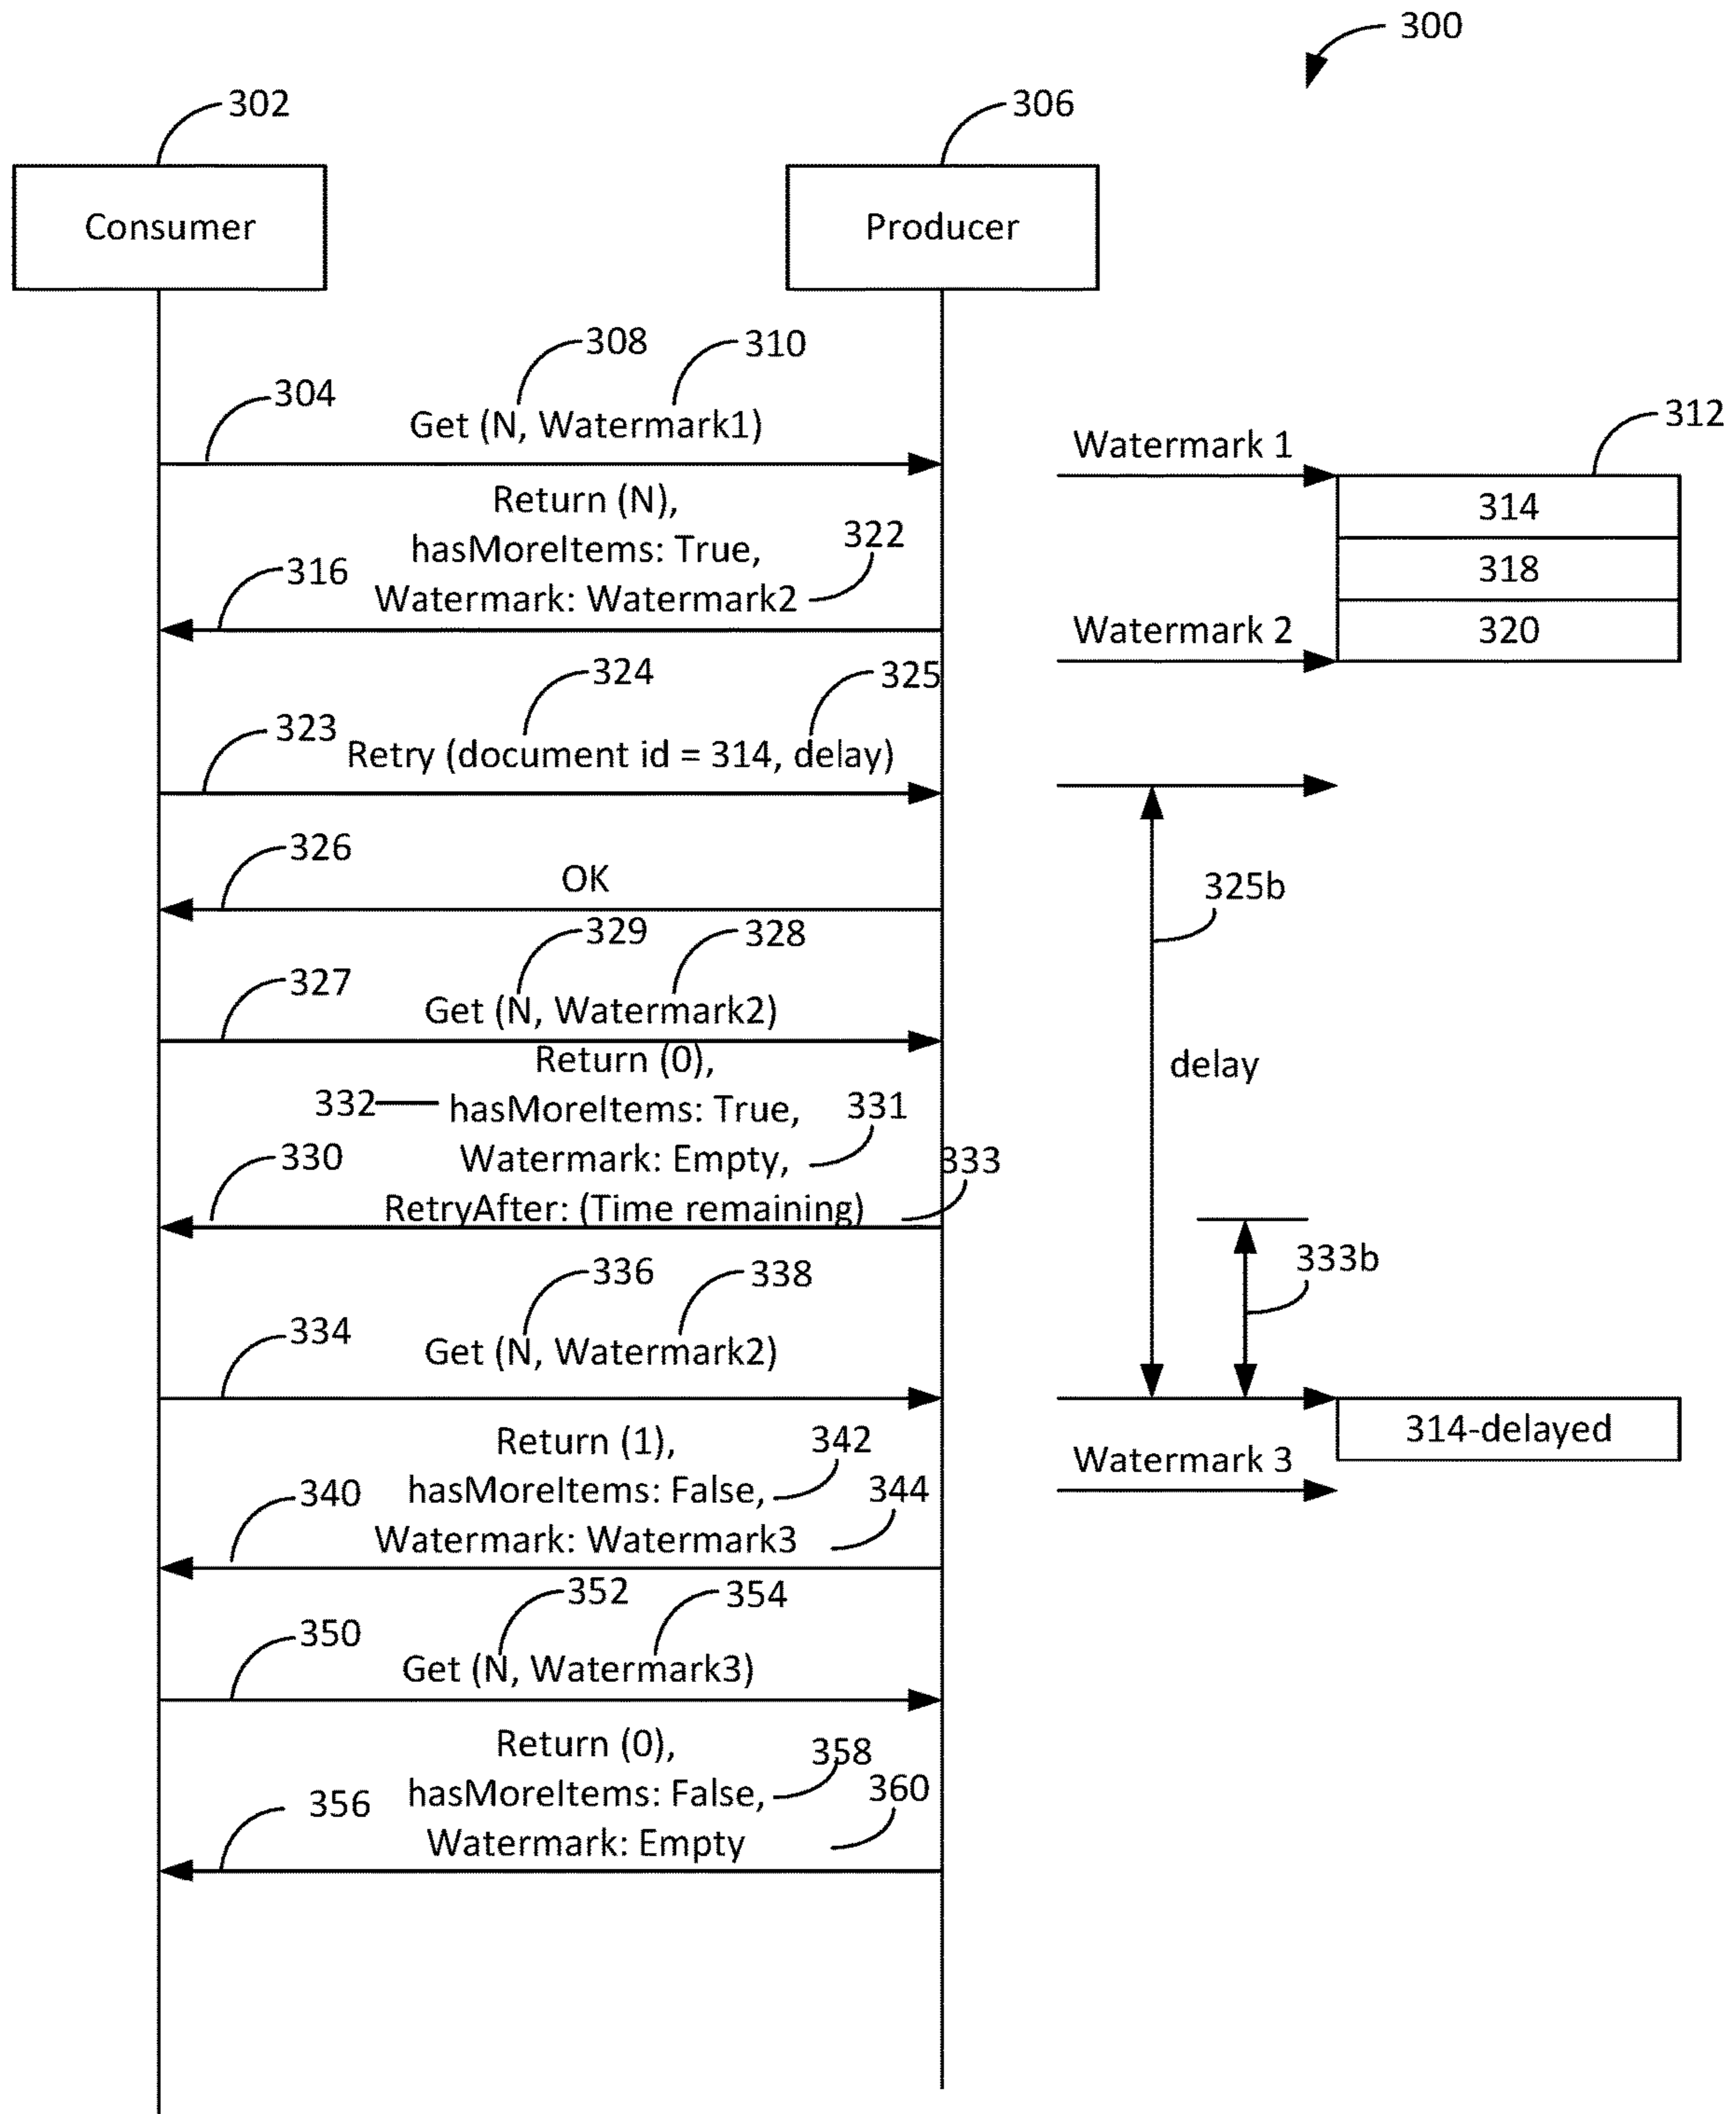 300
302
306
Consumer
Producer
308
310
304
Get (N, Watermark1)
312
Watermark 1
314
Return (N),
hasMoreItems: True,
322
318
316
Watermark: Watermark2
Watermark 2
320
324
325
323
Retry (document id = 314, delay)
326
OK
325b
329
328
327
Get (N, Watermark2)
Return (0),
delay
332
hasMoreItems: True,
331
330
Watermark: Empty,
333
RetryAfter: (Time remaining)
333b
336
338
334
Get (N, Watermark2)
314-delayed
Return (1),
342
Watermark 3
340
hasMoreItems: False,
344
Watermark: Watermark3
352
354
350
Get (N, Watermark3)
Return (0),
358
356
hasMoreItems: False,
360
Watermark: Empty